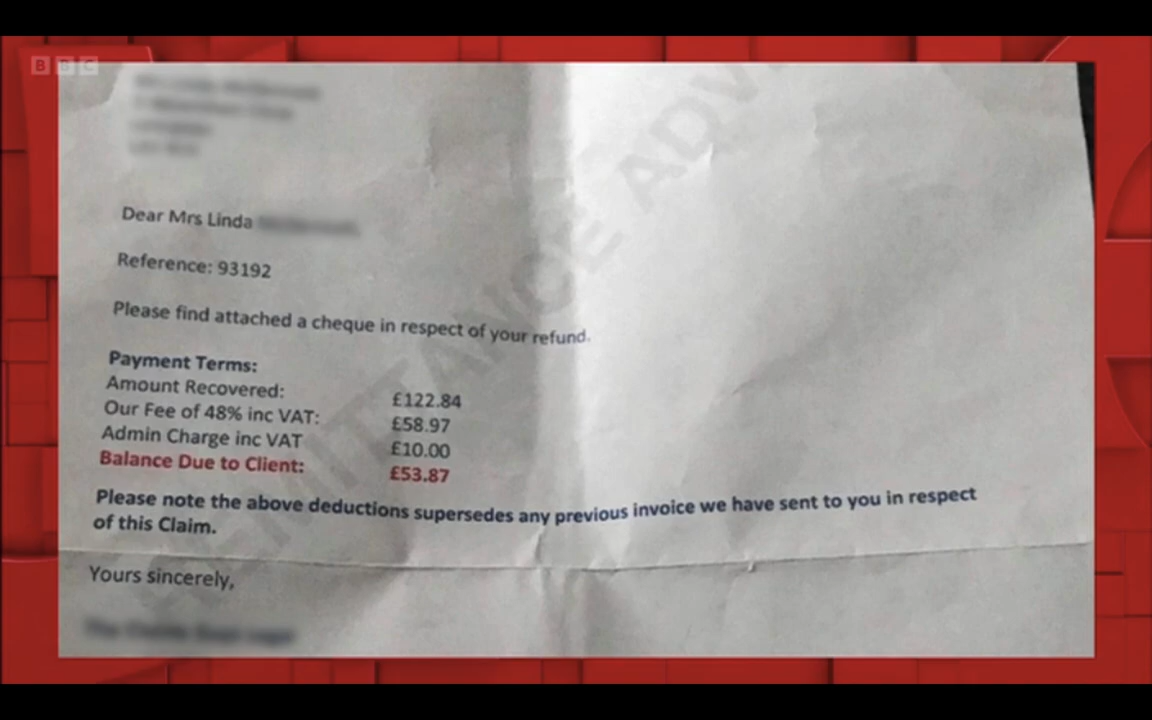 BBC
REMITTANCE ADV
Dear Mrs Linda
Reference: 93192
Please find attached a cheque in respect of your refund.
Payment Terms:
Amount Recovered: £122.84
Our Fee of 48% inc VAT: £58.97
Admin Charge inc VAT £10.00
Balance Due to Client: £53.87
Please note the above deductions supersedes any previous invoice we have sent to you in respect
of this Claim.
Yours sincerely,